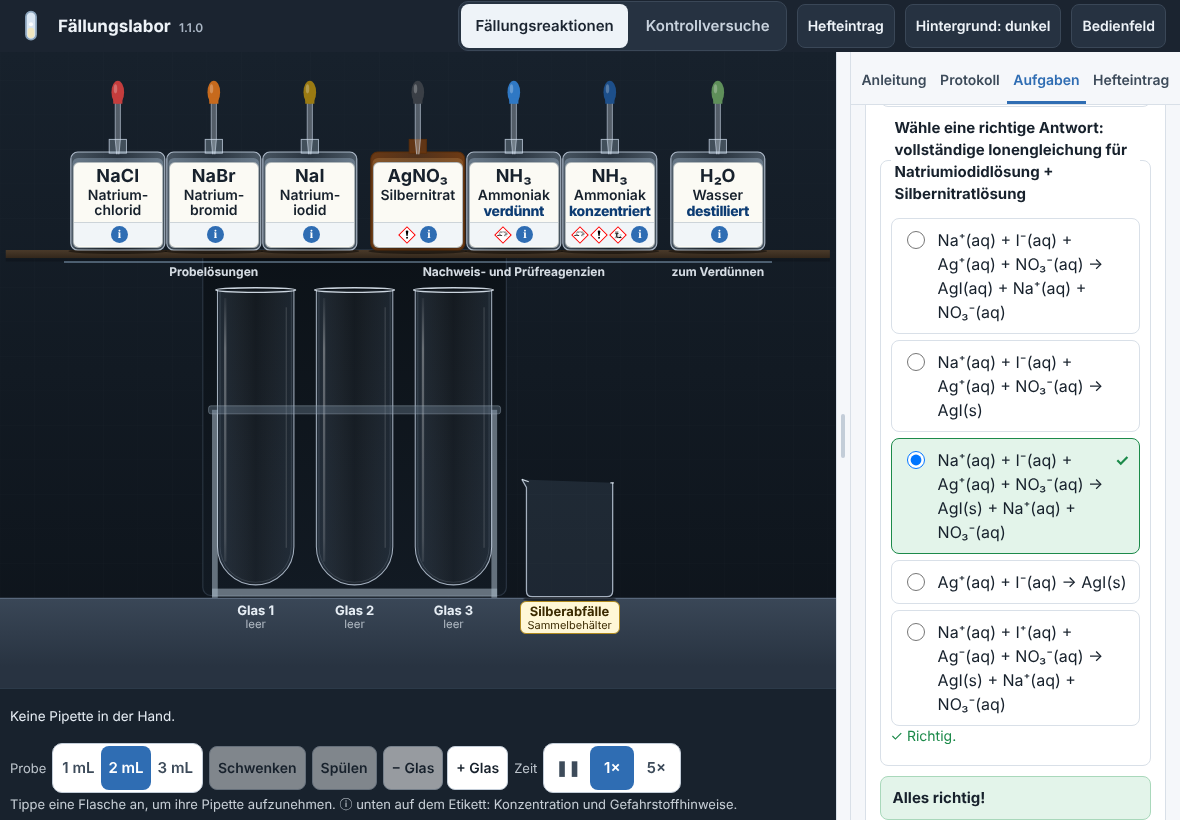 Fällungslabor 1.1.0
Fällungsreaktionen
Kontrollversuche
Hefteintrag
Hintergrund: dunkel
Bedienfeld
NaCl
Natrium-
chlorid
NaBr
Natrium-
bromid
NaI
Natrium-
iodid
AgNO₃
Silbernitrat
NH₃
Ammoniak
verdünnt
NH₃
Ammoniak
konzentriert
H₂O
Wasser
destilliert
Probelösungen
Nachweis- und Prüfreagenzien
zum Verdünnen
Glas 1
leer
Glas 2
leer
Glas 3
leer
Silberabfälle
Sammelbehälter
Keine Pipette in der Hand.
Probe
1 mL
2 mL
3 mL
Schwenken
Spülen
− Glas
+ Glas
Zeit
❚❚
1×
5×
Tippe eine Flasche an, um ihre Pipette aufzunehmen. ⓘ unten auf dem Etikett: Konzentration und Gefahrstoffhinweise.
Anleitung
Protokoll
Aufgaben
Hefteintrag
Wähle eine richtige Antwort:
vollständige Ionengleichung für
Natriumiodidlösung +
Silbernitratlösung
Na⁺(aq) + I⁻(aq) +
Ag⁺(aq) + NO₃⁻(aq) →
AgI(aq) + Na⁺(aq) +
NO₃⁻(aq)
Na⁺(aq) + I⁻(aq) +
Ag⁺(aq) + NO₃⁻(aq) →
AgI(s)
Na⁺(aq) + I⁻(aq) +
Ag⁺(aq) + NO₃⁻(aq) →
AgI(s) + Na⁺(aq) +
NO₃⁻(aq)
✓
Ag⁺(aq) + I⁻(aq) → AgI(s)
Na⁺(aq) + I⁺(aq) +
Ag⁻(aq) + NO₃⁻(aq) →
AgI(s) + Na⁺(aq) +
NO₃⁻(aq)
✓ Richtig.
Alles richtig!